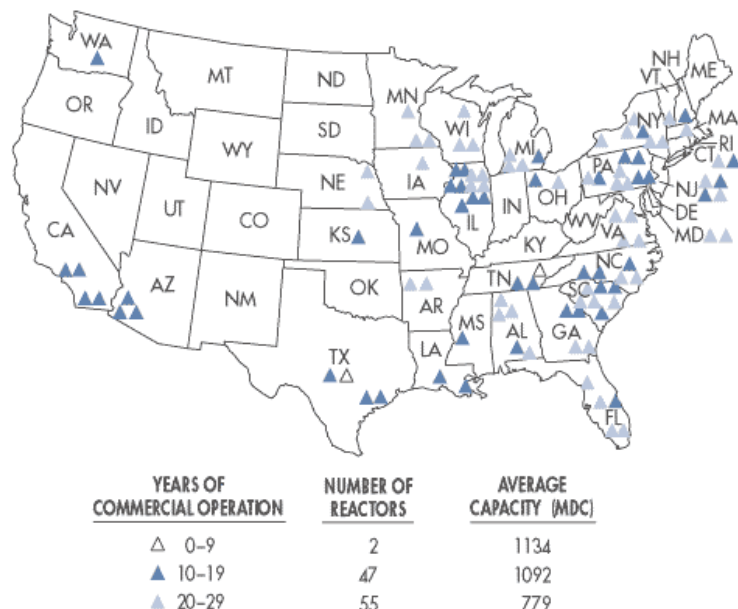 NH
WA
VT
ME
MT
ND
MN
OR
MA
ID
SD
WI
NY
RI
WY
MI
CT
IA
PA
NE
NV
OH
NJ
UT
IL
IN
DE
CA
CO
WV
VA
MD
KS
MO
KY
NC
TN
AZ
OK
NM
AR
SC
MS
AL
GA
LA
TX
FL
YEARS OF NUMBER OF AVERAGE
COMMERCIAL OPERATION REACTORS CAPACITY (MDC)
0–9 2 1134
10–19 47 1092
20–29 55 779